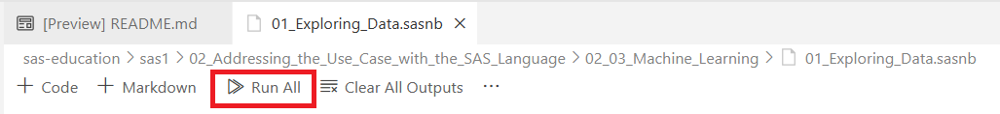 [Preview] README.md 01_Exploring_Data.sasnb
sas-education > sas1 > 02_Addressing_the_Use_Case_with_the_SAS_Language > 02_03_Machine_Learning > 01_Exploring_Data.sasnb
+ Code + Markdown Run All Clear All Outputs ...